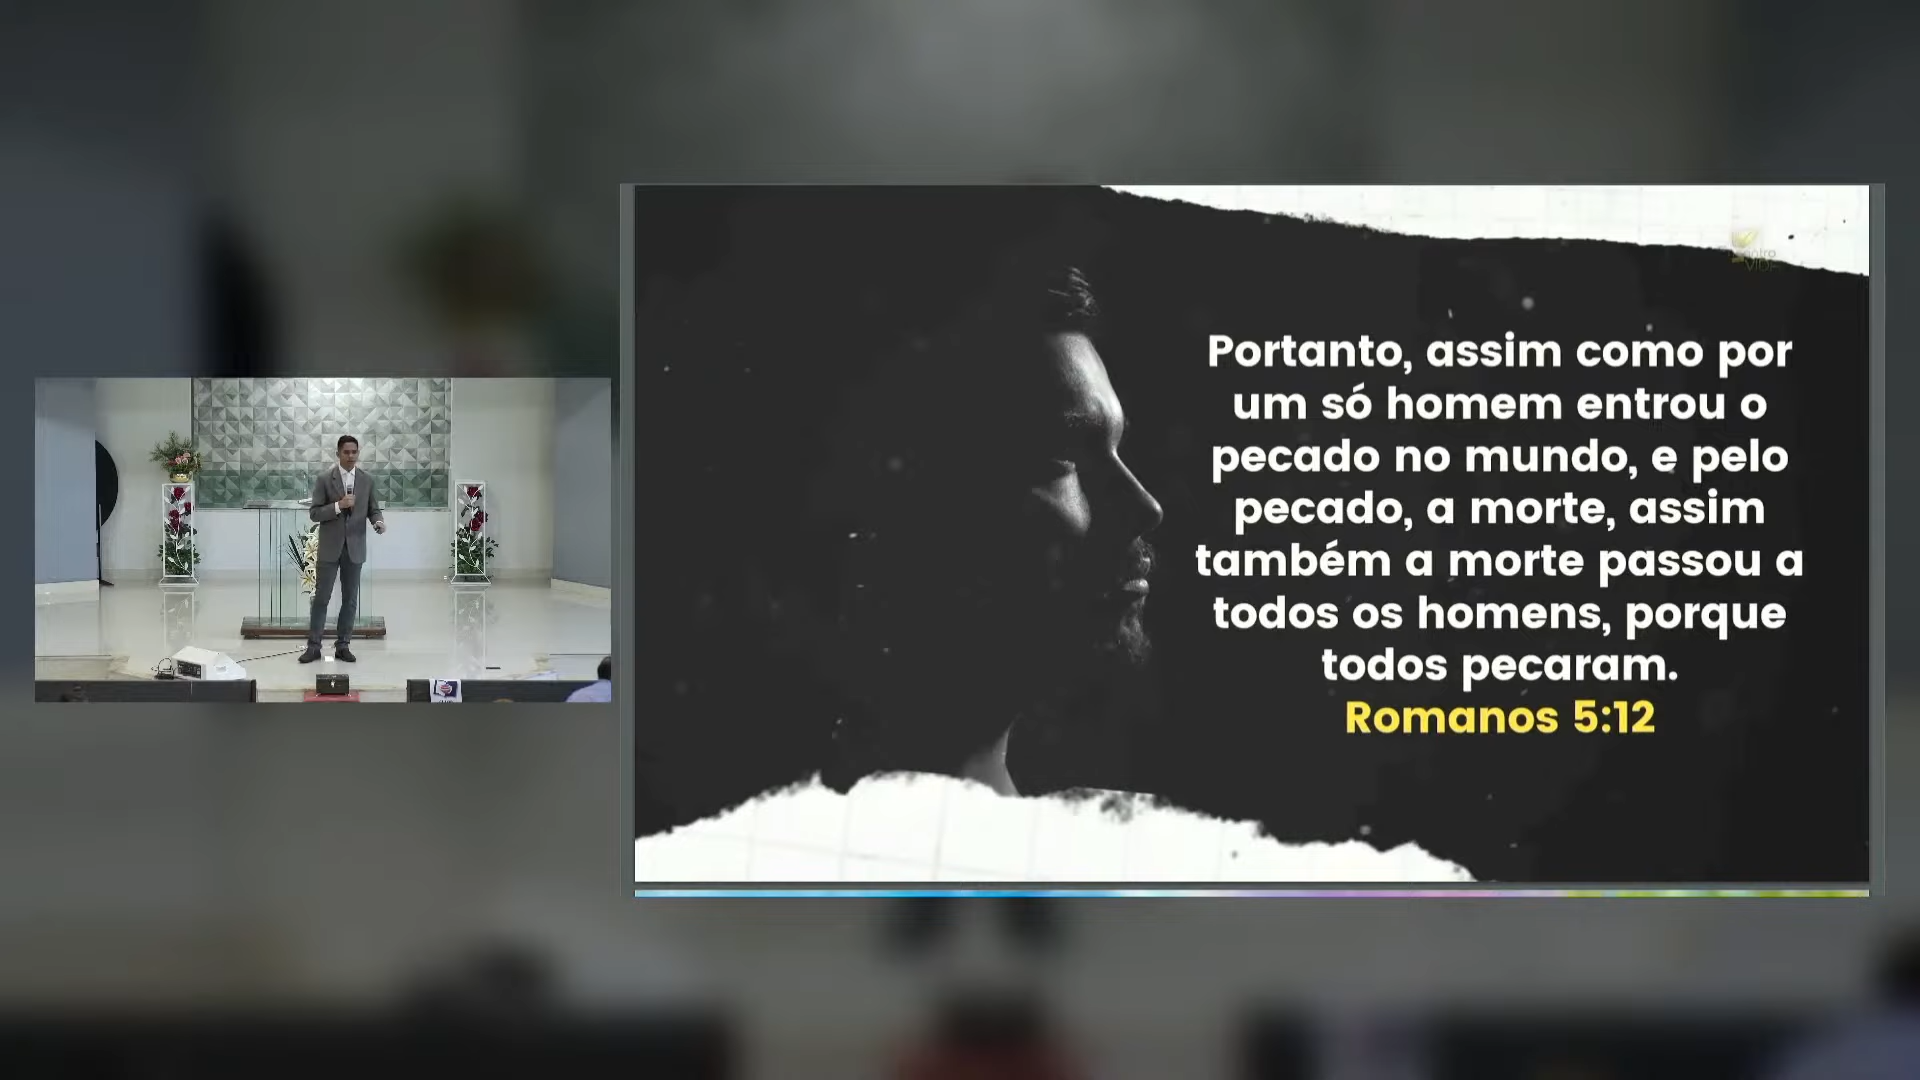 Portanto, assim como por
um só homem entrou o
pecado no mundo, e pelo
pecado, a morte, assim
também a morte passou a
todos os homens, porque
todos pecaram.
Romanos 5:12